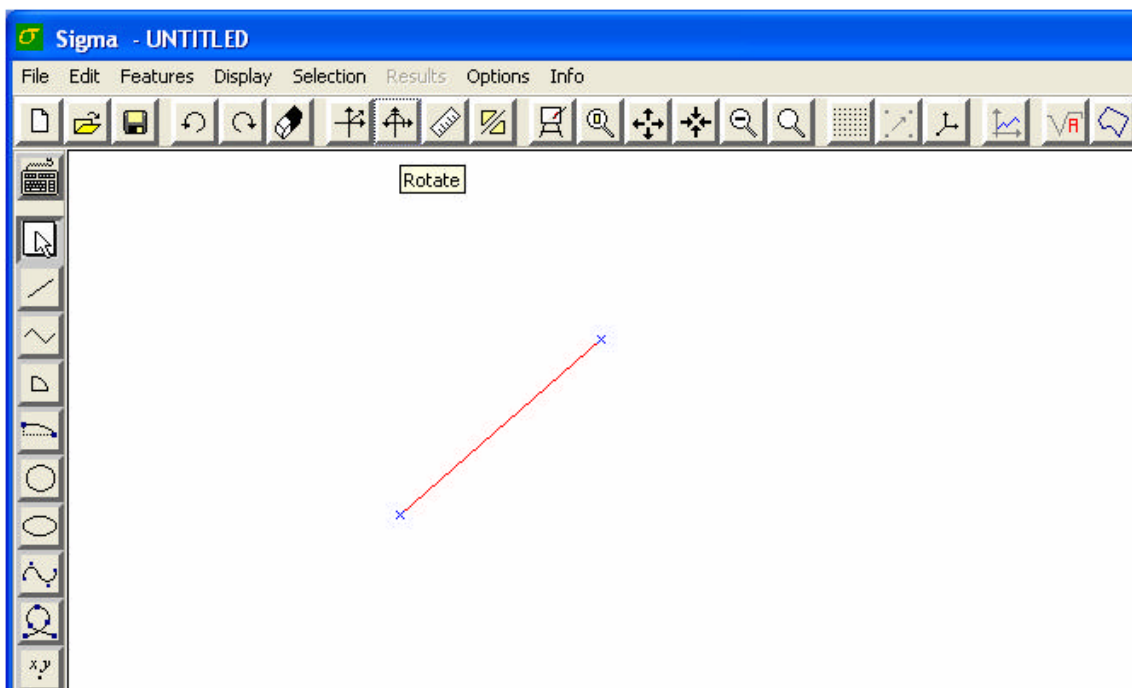 σ Sigma - UNTITLED
File Edit Features Display Selection Results Options Info
√A
Rotate
x,y